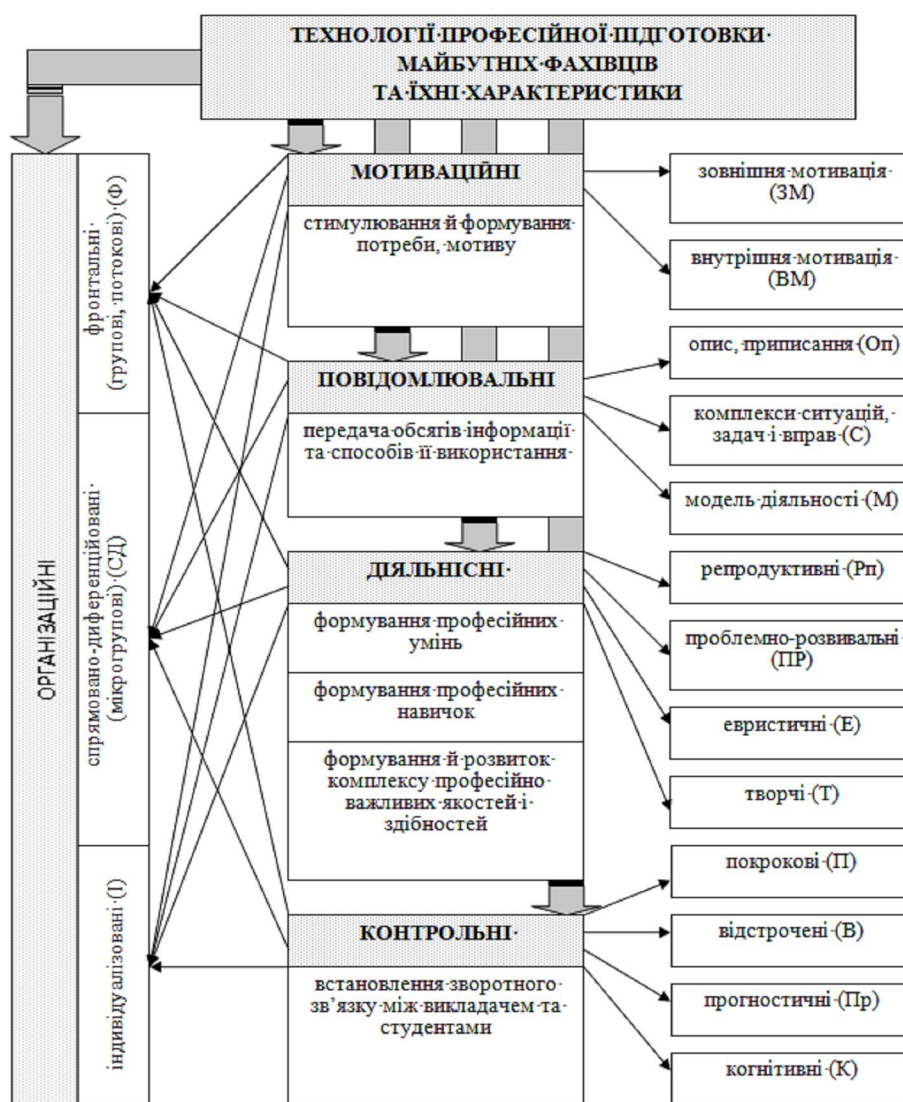 ТЕХНОЛОГІЇ·ПРОФЕСІЙНОЇ·ПІДГОТОВКИ·
МАЙБУТНІХ·ФАХІВЦІВ
ТА·ЇХНІ·ХАРАКТЕРИСТИКИ
ОРГАНІЗАЦІЙНІ
фронтальні·
(групові,·потокові)·(Ф)
спрямовано-диференційовані·
(мікрогрупові)·(СД)
індивідуалізовані·(І)
МОТИВАЦІЙНІ
стимулювання·й·формування·
потреби,·мотиву
ПОВІДОМЛЮВАЛЬНІ
передача·обсягів·інформації
та·способів·її·використання·
ДІЯЛЬНІСНІ·
формування·професійних·
умінь
формування·професійних·
навичок
формування·й·розвиток·
комплексу·професійно-
важливих·якостей·і·
здібностей
КОНТРОЛЬНІ·
встановлення·зворотного·
зв’язку·між·викладачем·та·
студентами
зовнішня·мотивація·
(ЗМ)
внутрішня·мотивація·
(ВМ)
опис,·приписання·(Оп)
комплекси·ситуацій,·
задач·і·вправ·(С)
модель·діяльності·(М)
репродуктивні·(Рп)
проблемно-розвивальні·
(ПР)
евристичні·(Е)
творчі·(Т)
покрокові·(П)
відстрочені·(В)
прогностичні·(Пр)
когнітивні·(К)